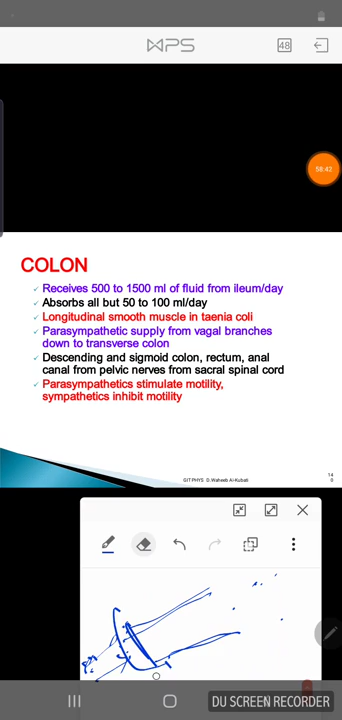 WPS
48
58:42
COLON
Receives 500 to 1500 ml of fluid from ileum/day
Absorbs all but 50 to 100 ml/day
Longitudinal smooth muscle in taenia coli
Parasympathetic supply from vagal branches
down to transverse colon
Descending and sigmoid colon, rectum, anal
canal from pelvic nerves from sacral spinal cord
Parasympathetics stimulate motility,
sympathetics inhibit motility
GIT PHYS D.Waheeb Al-Kubati
14
0
DU SCREEN RECORDER